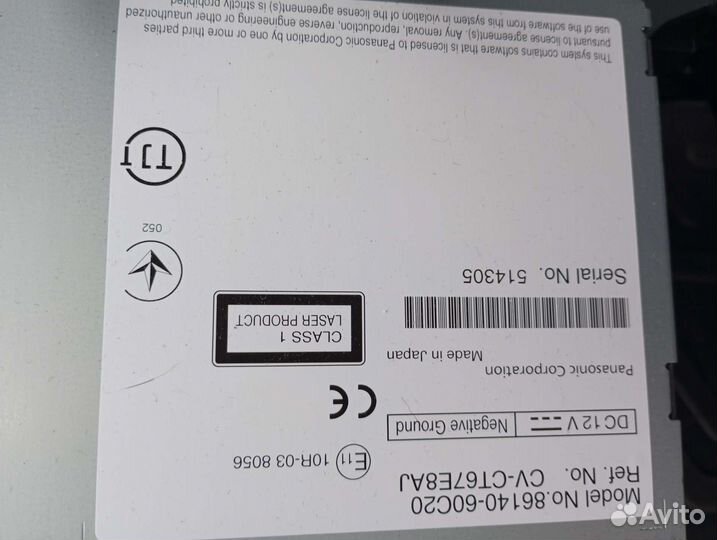 Model No.86140-60C20
Ref. No. CV-CT67E8AJ
E11 10R-03 8056
DC 12 V Negative Ground
CE
Panasonic Corporation
Made in Japan
CLASS 1
LASER PRODUCT
Serial No. 514305
052
TJT
This system contains software that is licensed to Panasonic Corporation by one or more third parties
pursuant to license agreement(s). Any removal, reproduction, reverse engineering or other unauthorized
use of the software from this system in violation of the license agreement(s) is strictly prohibited
Avito